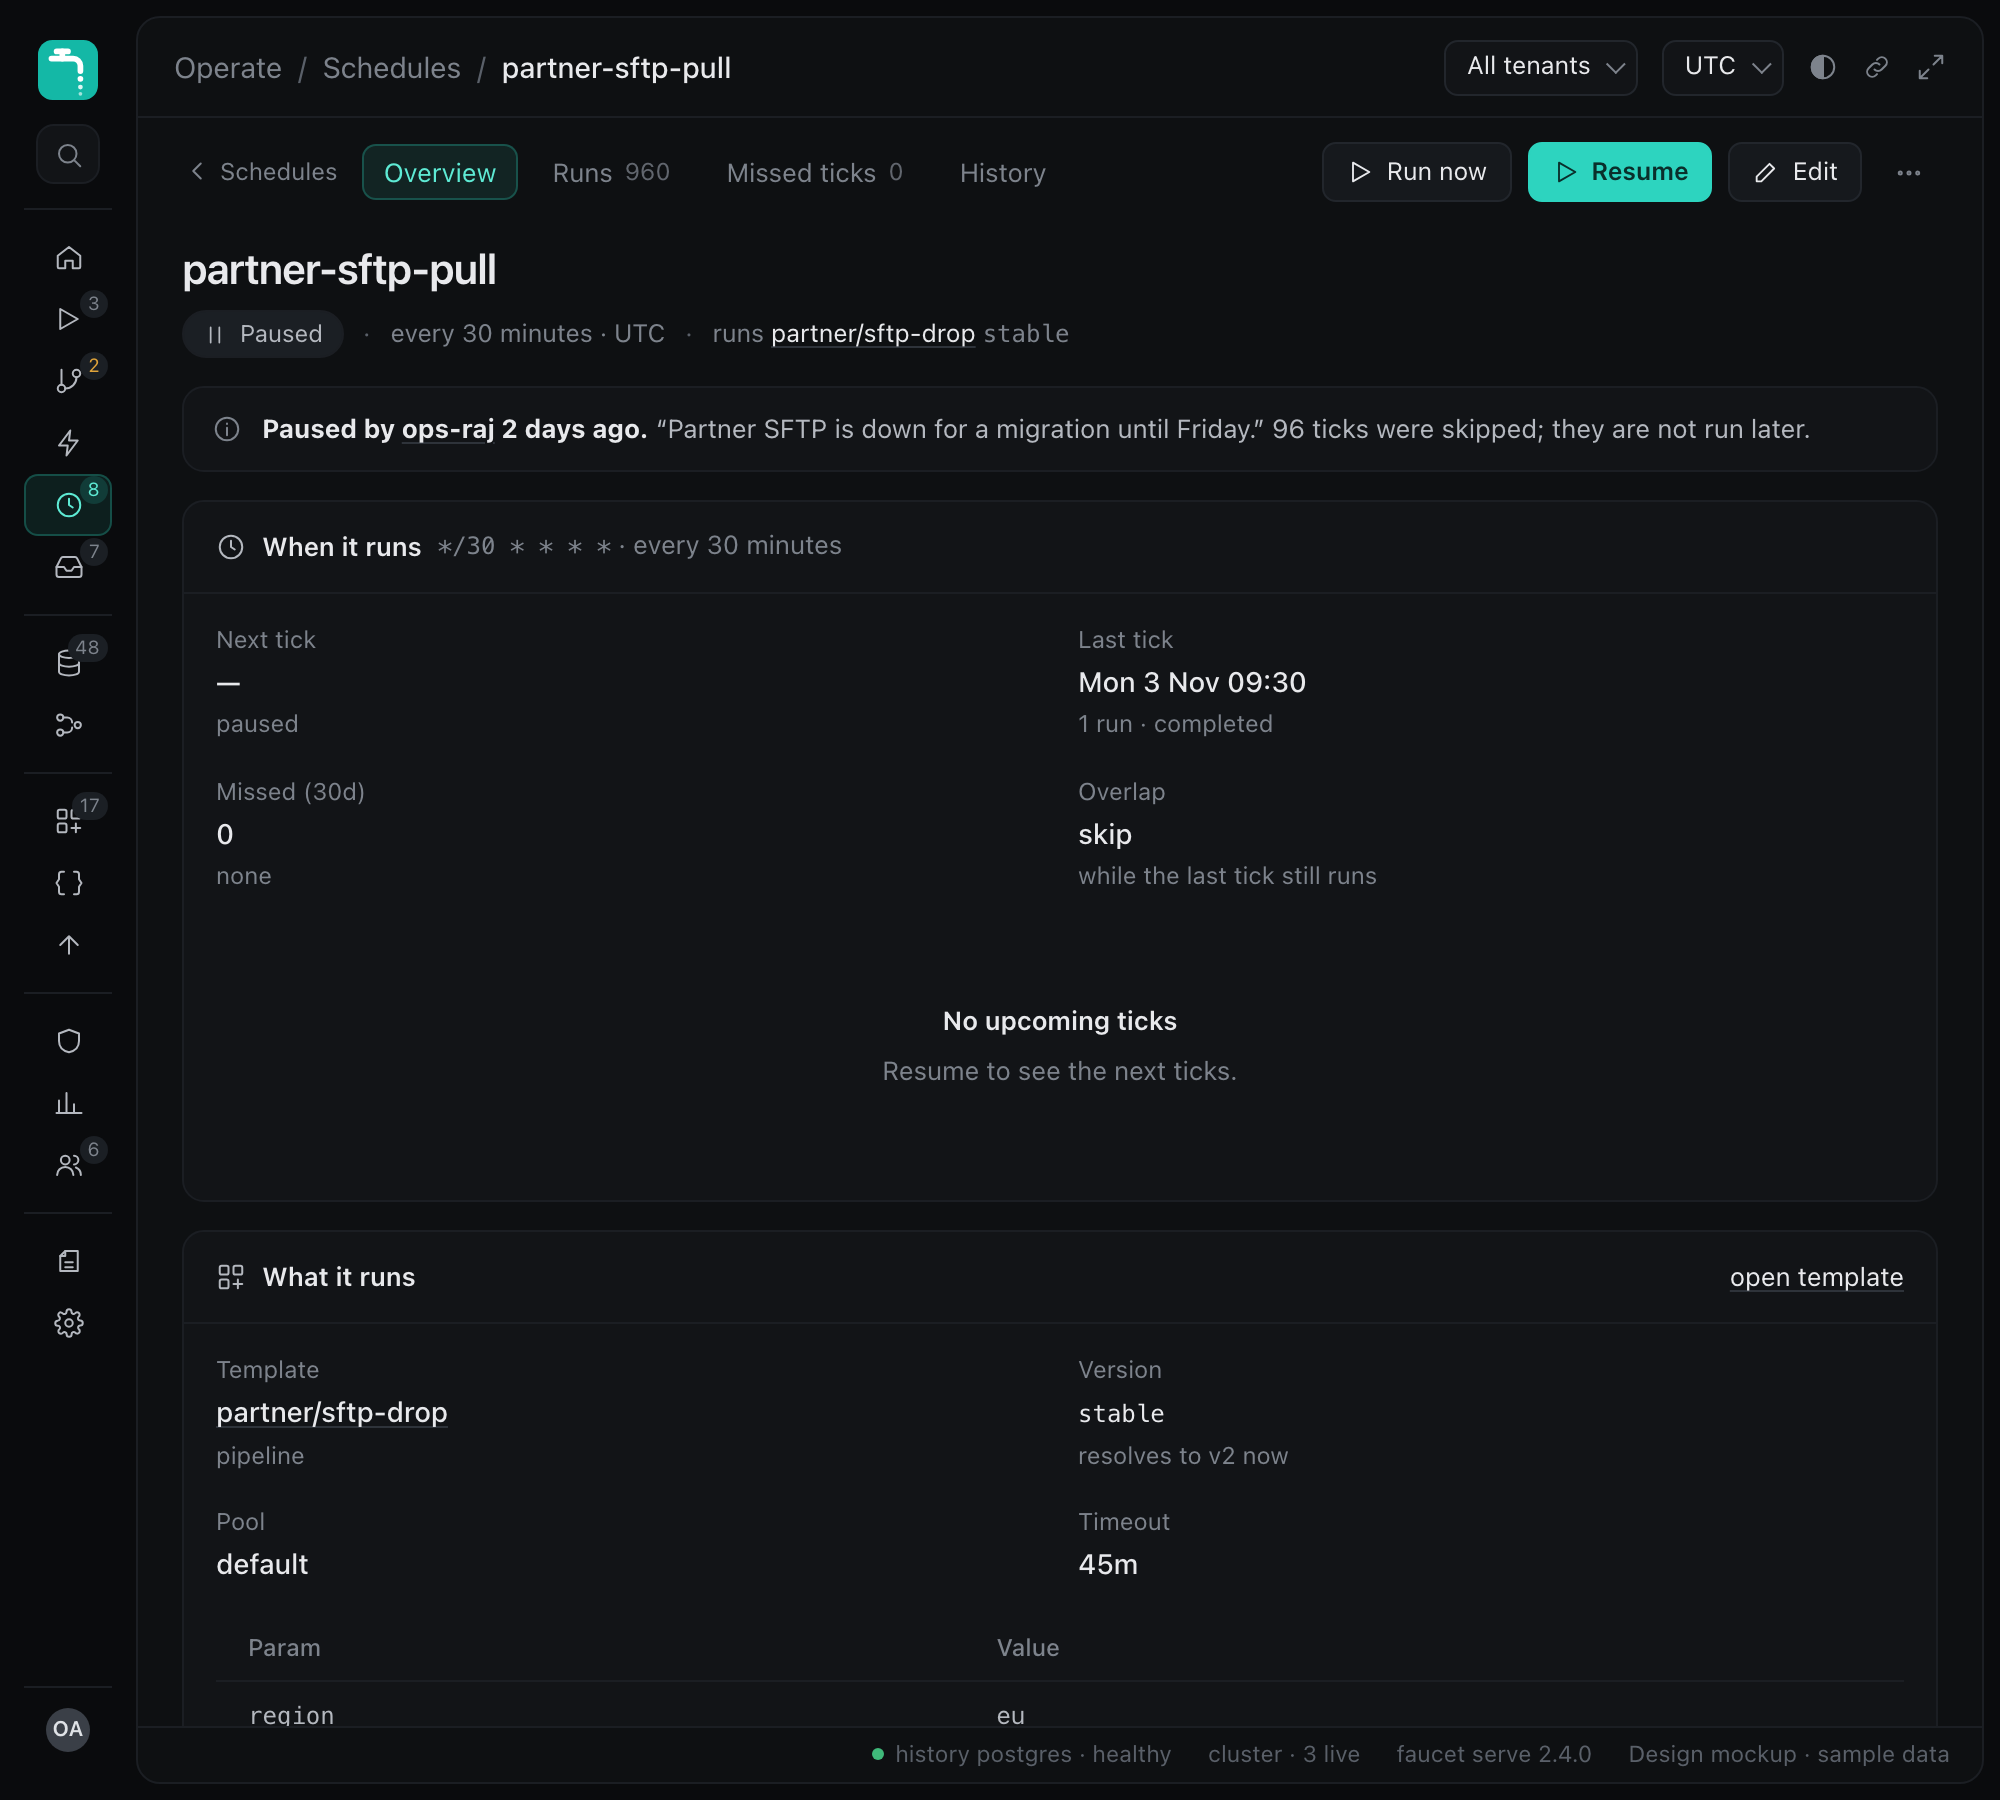 Operate / Schedules / partner-sftp-pull
All tenants
UTC
Schedules
Overview
Runs 960
Missed ticks 0
History
Run now
Resume
Edit
3
2
8
7
48
17
6
OA
partner-sftp-pull
Paused · every 30 minutes · UTC · runs partner/sftp-drop stable
Paused by ops-raj 2 days ago. “Partner SFTP is down for a migration until Friday.” 96 ticks were skipped; they are not run later.
When it runs */30 * * * * · every 30 minutes
Next tick
—
paused
Last tick
Mon 3 Nov 09:30
1 run · completed
Missed (30d)
0
none
Overlap
skip
while the last tick still runs
No upcoming ticks
Resume to see the next ticks.
What it runs
open template
Template
partner/sftp-drop
pipeline
Version
stable
resolves to v2 now
Pool
default
Timeout
45m
Param Value
region eu
history postgres · healthy cluster · 3 live faucet serve 2.4.0 Design mockup · sample data